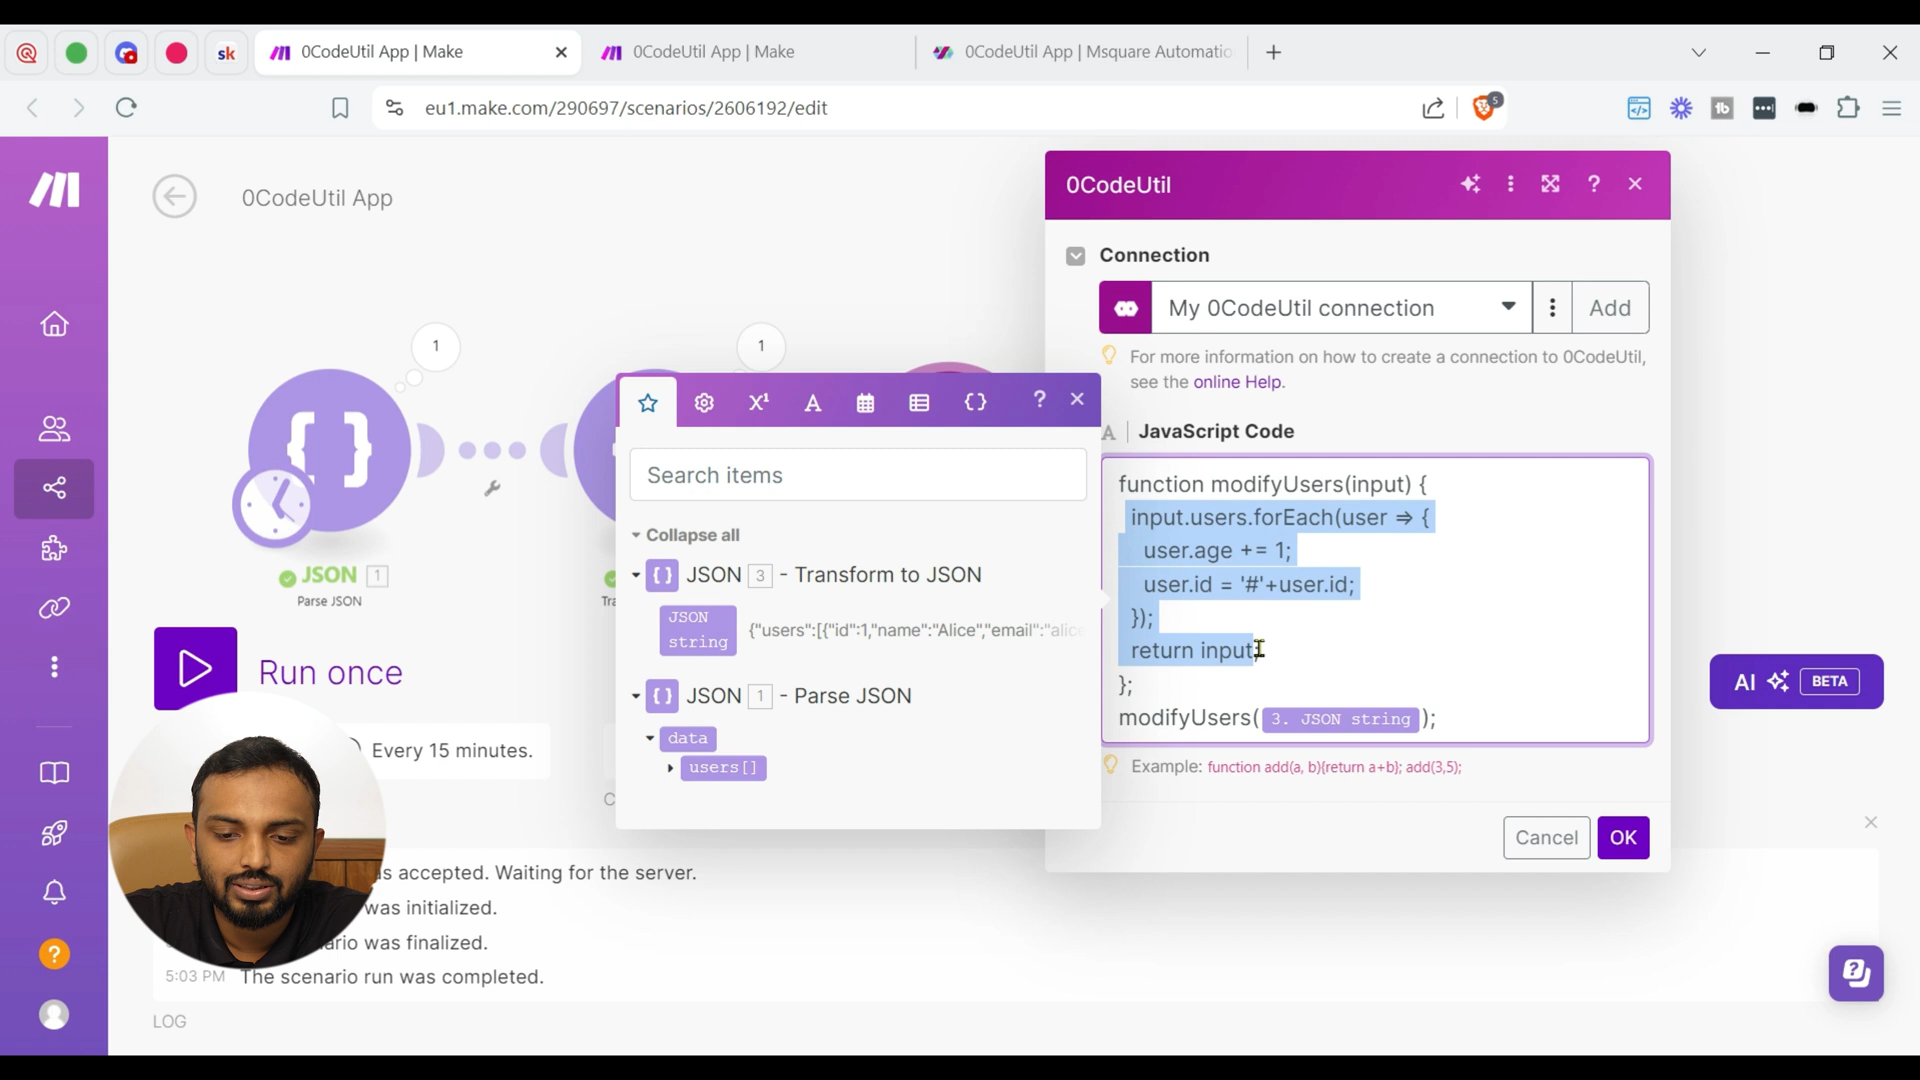 sk
0CodeUtil App | Make
0CodeUtil App | Make
0CodeUtil App | Msquare Automatio
eu1.make.com/290697/scenarios/2606192/edit
5
tb
0CodeUtil App
1
1
JSON 1
Parse JSON
Run once
Every 15 minutes.
is accepted. Waiting for the server.
was initialized.
ario was finalized.
5:03 PM The scenario run was completed.
LOG
Search items
Collapse all
JSON 3 - Transform to JSON
JSON string
{"users":[{"id":1,"name":"Alice","email":"alice
JSON 1 - Parse JSON
data
users[]
0CodeUtil
Connection
My 0CodeUtil connection
Add
For more information on how to create a connection to 0CodeUtil,
see the online Help.
A JavaScript Code
function modifyUsers(input) {
input.users.forEach(user => {
user.age += 1;
user.id = '#'+user.id;
});
return input;
};
modifyUsers( 3. JSON string );
Example: function add(a, b){return a+b}; add(3,5);
Cancel
OK
AI BETA